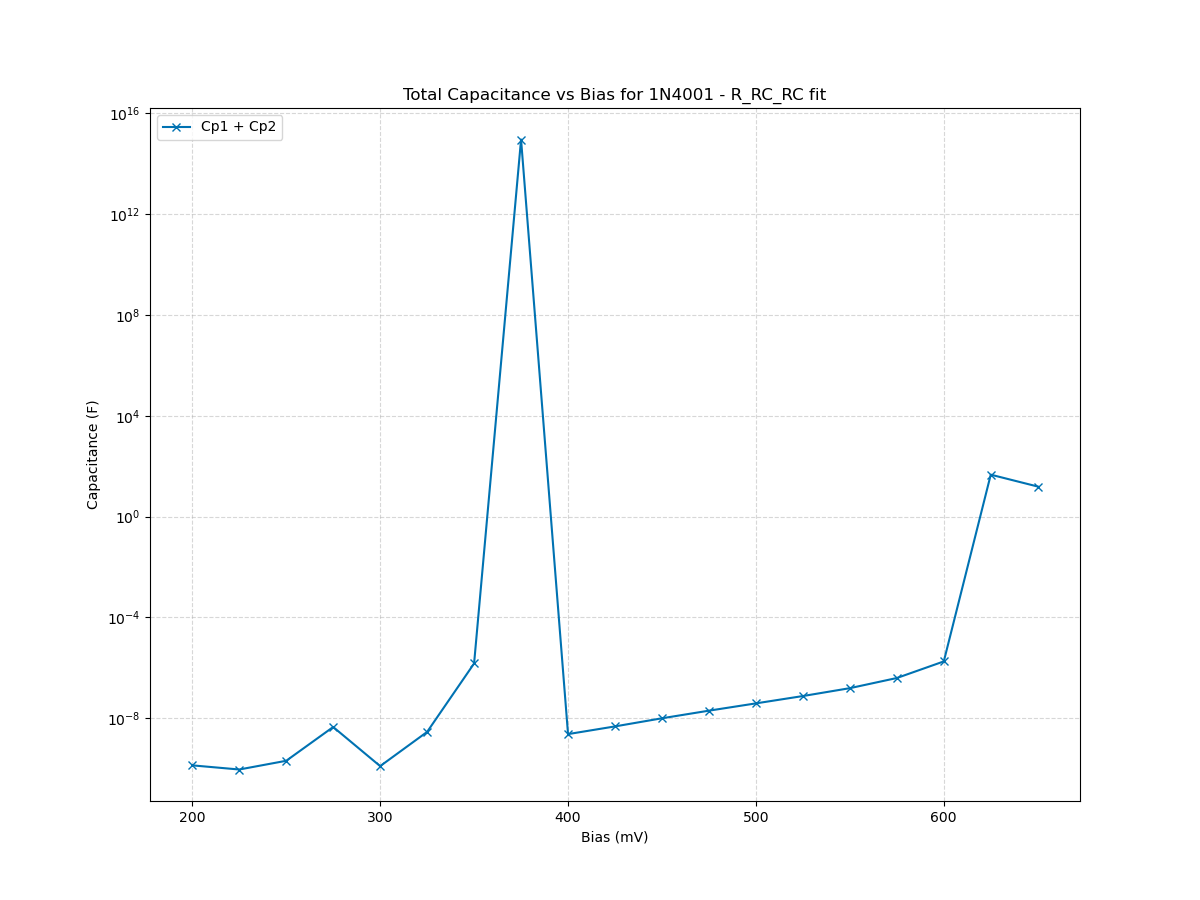 Total Capacitance vs Bias for 1N4001 - R_RC_RC fit
Cp1 + Cp2
10^16
10^12
10^8
10^4
10^0
10^−4
10^−8
Capacitance (F)
200 300 400 500 600
Bias (mV)